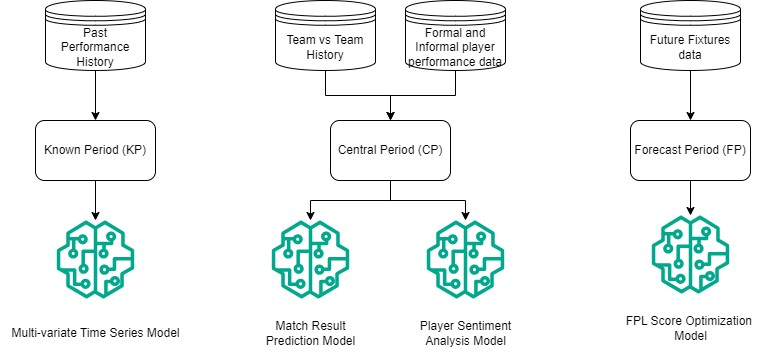 Past
Performance
History
Team vs Team
History
Formal and
Informal player
performance data
Future Fixtures
data
Known Period (KP)
Central Period (CP)
Forecast Period (FP)
Multi-variate Time Series Model
Match Result
Prediction Model
Player Sentiment
Analysis Model
FPL Score Optimization
Model